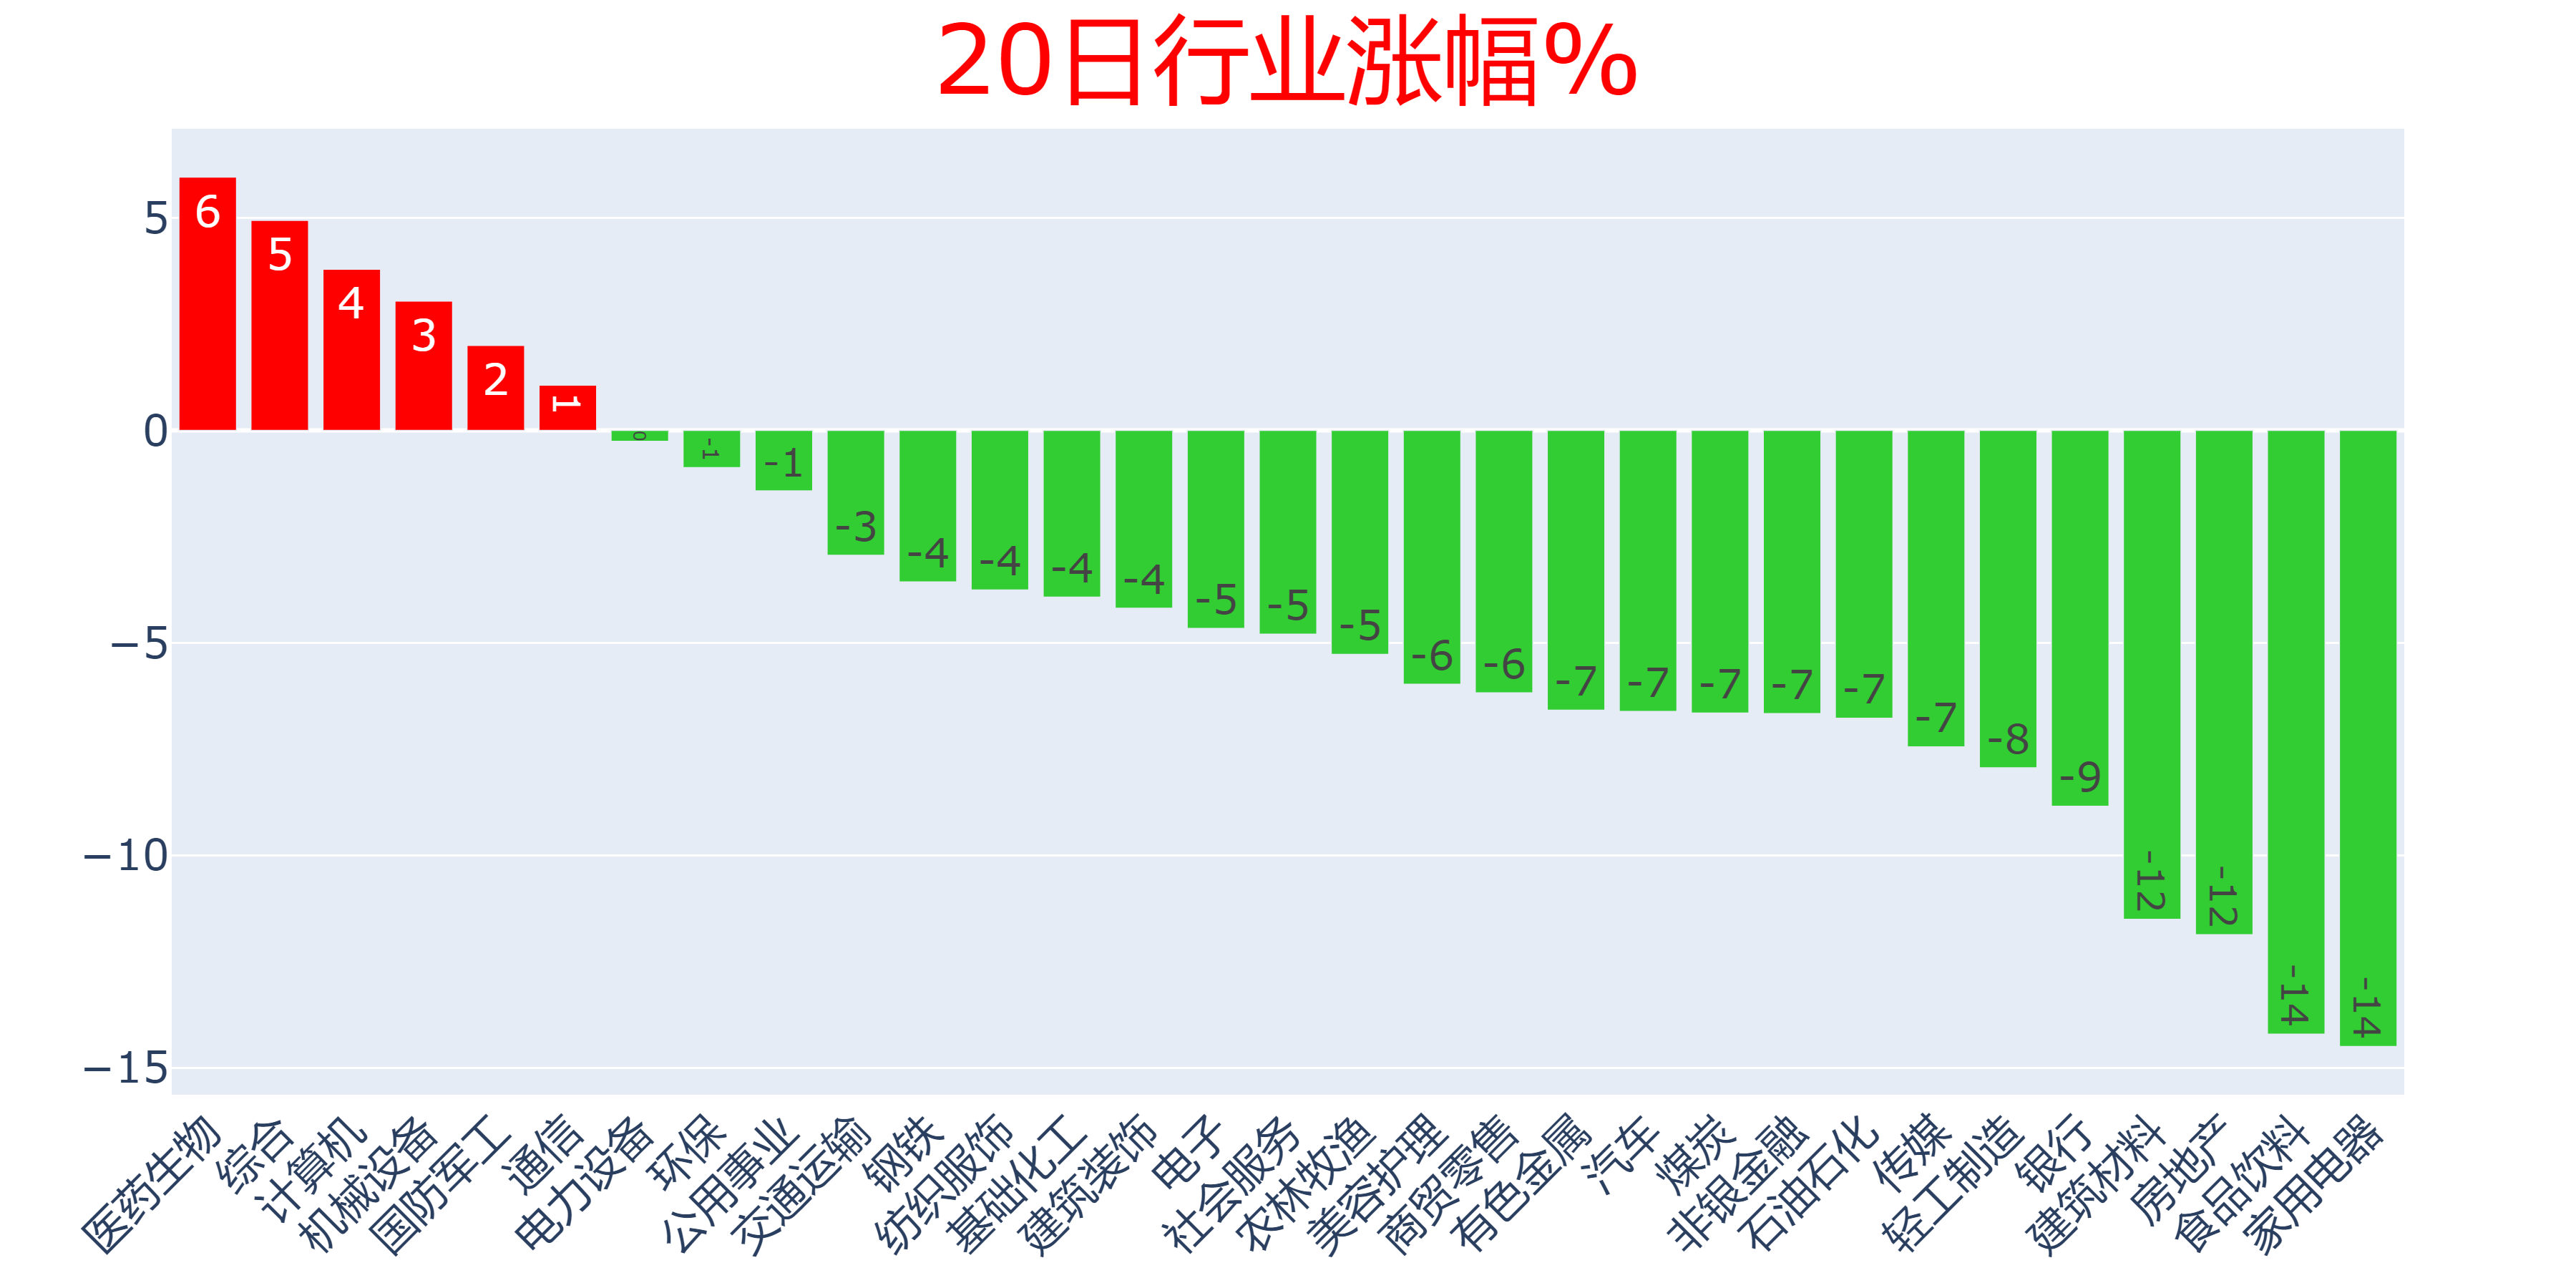 20日行业涨幅%
5
0
−5
−10
−15
6
5
4
3
2
1
0
-1
-1
-3
-4
-4
-4
-4
-5
-5
-5
-6
-6
-7
-7
-7
-7
-7
-7
-8
-9
-12
-12
-14
-14
医药生物
综合
计算机
机械设备
国防军工
通信
电力设备
环保
公用事业
交通运输
钢铁
纺织服饰
基础化工
建筑装饰
电子
社会服务
农林牧渔
美容护理
商贸零售
有色金属
汽车
煤炭
非银金融
石油石化
传媒
轻工制造
银行
建筑材料
房地产
食品饮料
家用电器